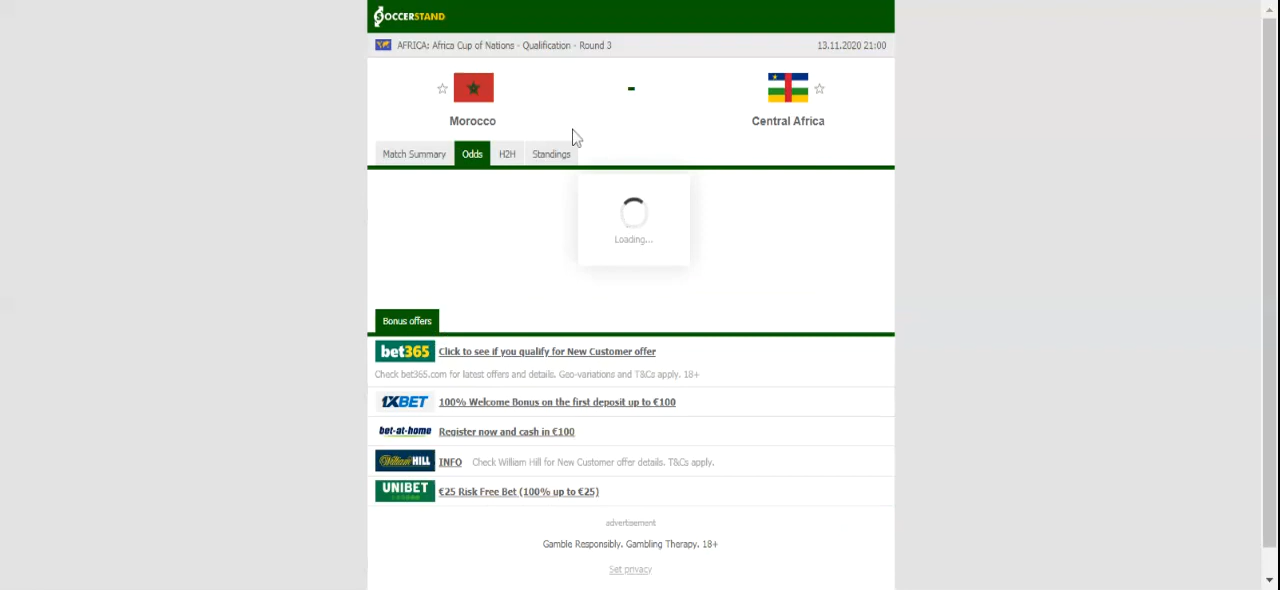 SOCCERSTAND
AFRICA: Africa Cup of Nations - Qualification - Round 3
13.11.2020 21:00
-
Morocco
Central Africa
Match Summary
Odds
H2H
Standings
Loading...
Bonus offers
bet365 Click to see if you qualify for New Customer offer
Check bet365.com for latest offers and details. Geo-variations and T&Cs apply. 18+
1XBET 100% Welcome Bonus on the first deposit up to €100
bet-at-home Register now and cash in €100
William HILL INFO Check William Hill for New Customer offer details. T&Cs apply.
UNIBET €25 Risk Free Bet (100% up to €25)
advertisement
Gamble Responsibly. Gambling Therapy. 18+
Set privacy